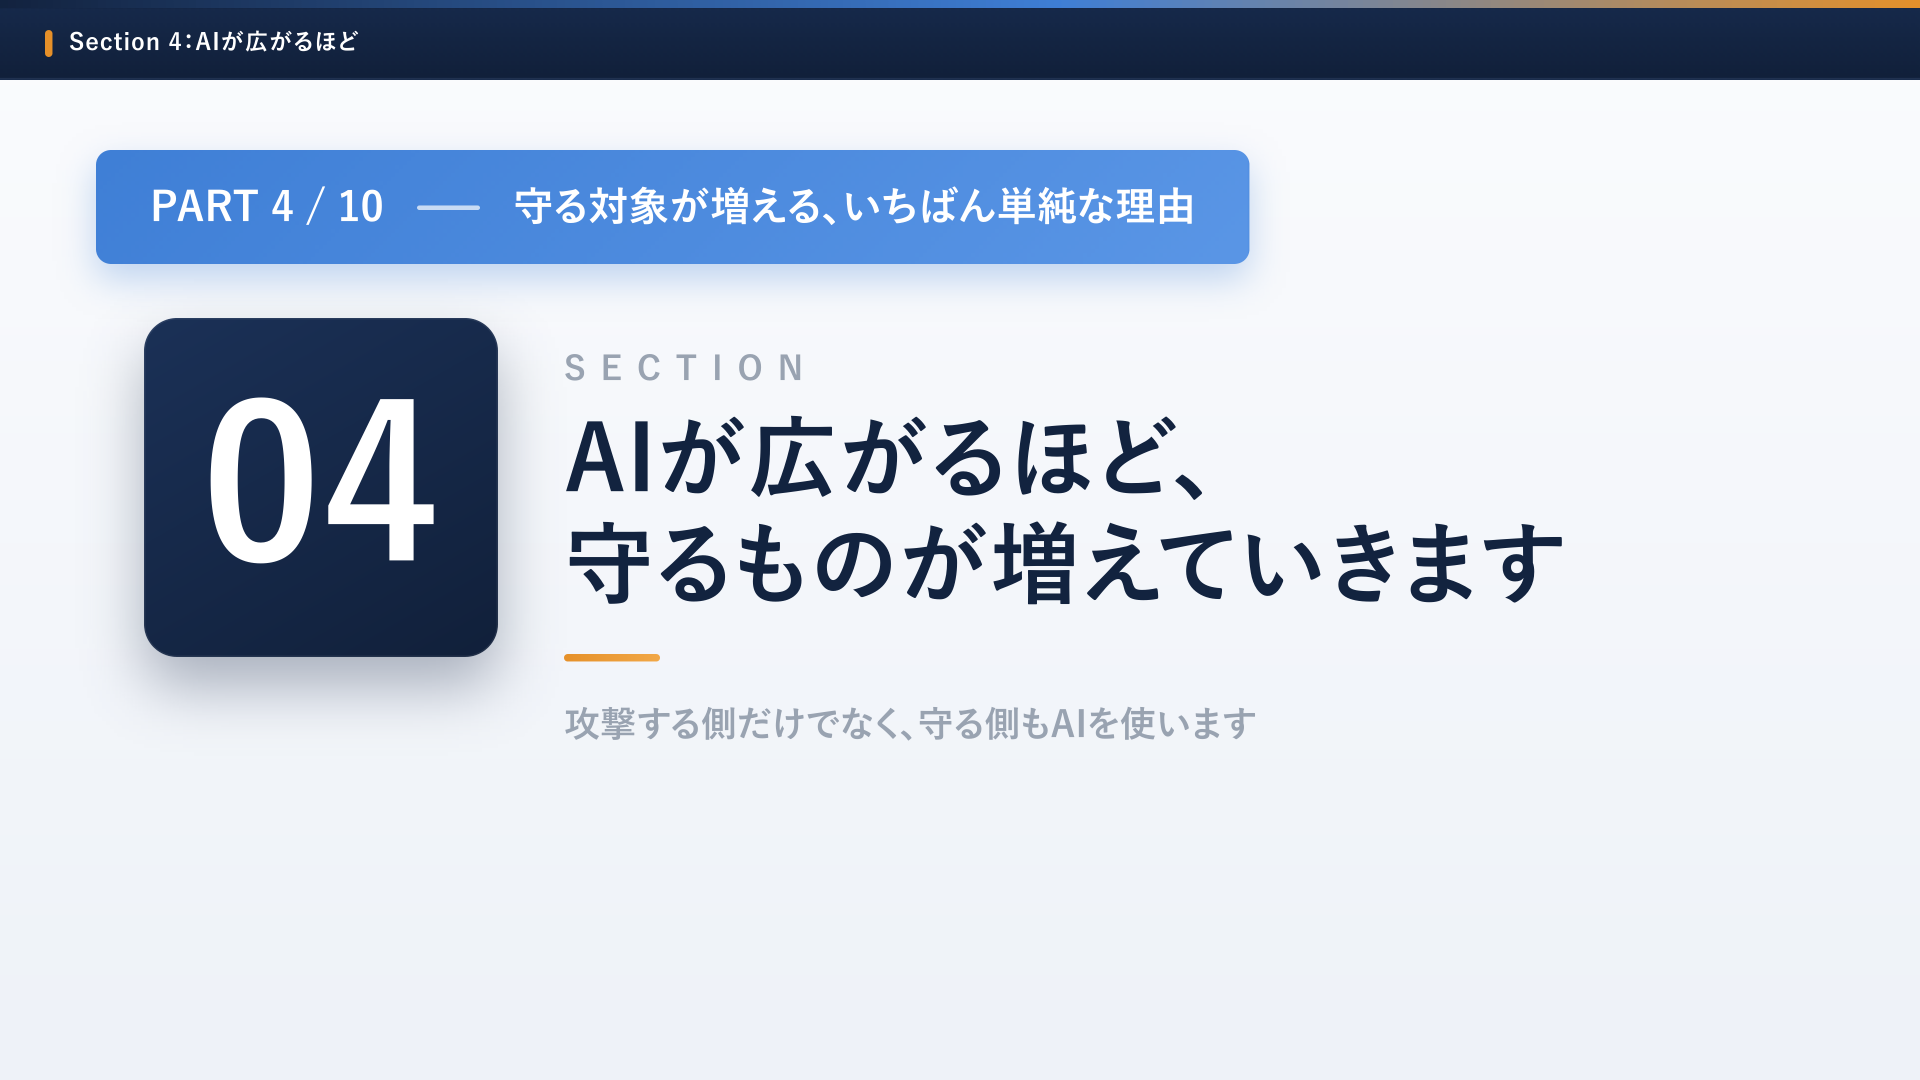 Section 4：AIが広がるほど
PART 4 / 10 — 守る対象が増える、いちばん単純な理由
04
SECTION
AIが広がるほど、
守るものが増えていきます
攻撃する側だけでなく、守る側もAIを使います